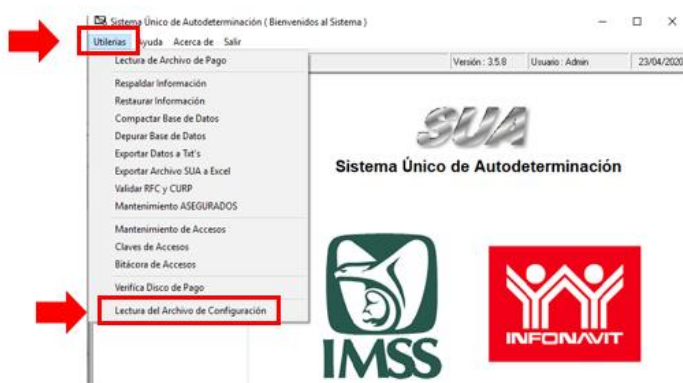 Sistema Único de Autodeterminación ( Bienvenidos al Sistema )
Utilerias Ayuda Acerca de Salir
Lectura de Archivo de Pago
Versión : 3.5.8 Usuario : Admin 23/04/2020
Respaldar Información
Restaurar Información
Compactar Base de Datos
Depurar Base de Datos
Exportar Datos a Txt's
Exportar Archivo SUA a Excel
Validar RFC y CURP
Mantenimiento ASEGURADOS
Mantenimiento de Accesos
Claves de Accesos
Bitácora de Accesos
Verifica Disco de Pago
Lectura del Archivo de Configuración
SUA
Sistema Único de Autodeterminación
IMSS
INFONAVIT